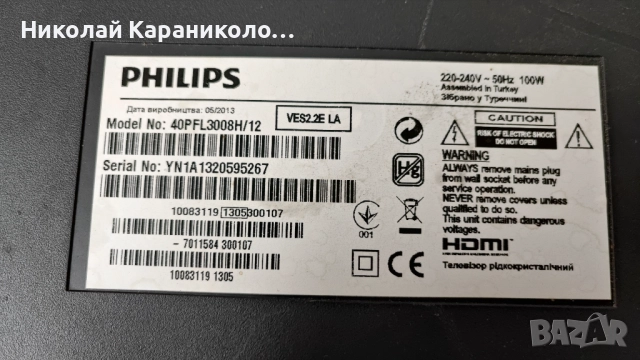 Николай Караниколо...
PHILIPS
220-240V ~ 50Hz 100W
Assembled in Turkey
Зібрано у Туреччині
Дата виробництва: 05/2013
Model No: 40PFL3008H/12
VES2.2E LA
CAUTION
RISK OF ELECTRIC SHOCK
DO NOT OPEN
Serial No: YN1A1320595267
Hg
WARNING:
ALWAYS remove mains plug
from wall socket before any
service operation.
NEVER remove covers unless
qualified to do so.
This unit contains dangerous
voltages.
10083119 1305300107
001
- 7011584 300107
HDMI
10083119 1305
CE
Телевізор рідкокристалічний
BAZAR